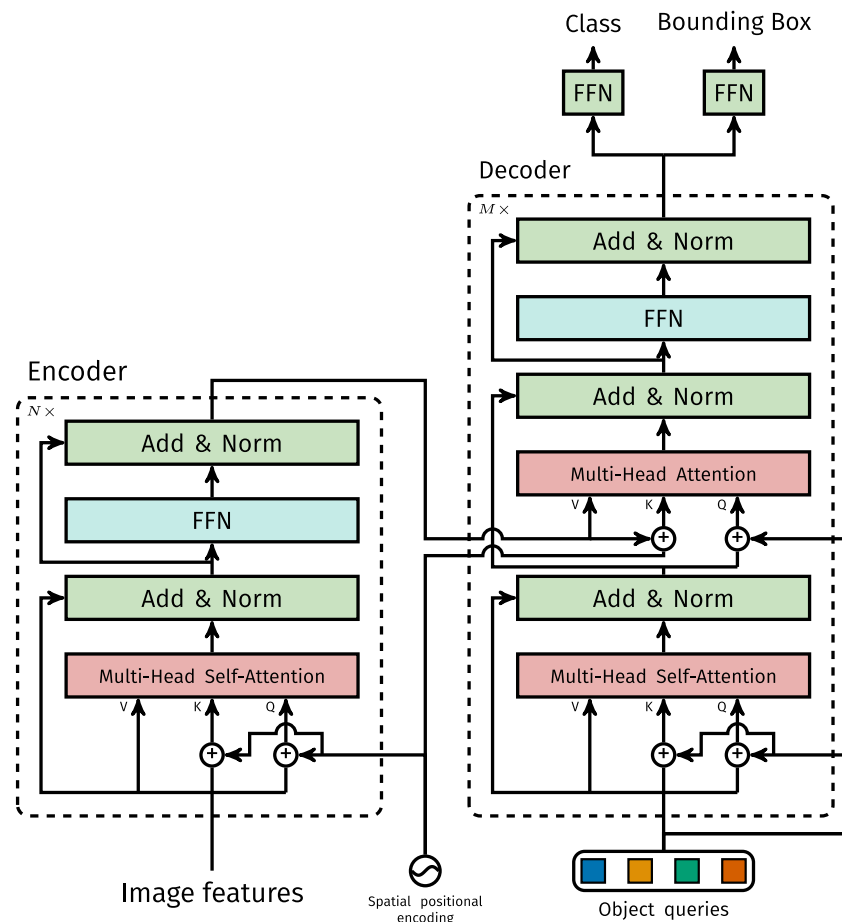 Class
Bounding Box
FFN
FFN
Decoder
M ×
Add & Norm
FFN
Add & Norm
Multi-Head Attention
V
K
Q
+
+
Add & Norm
Multi-Head Self-Attention
V
K
Q
+
+
Object queries
Encoder
N ×
Add & Norm
FFN
Add & Norm
Multi-Head Self-Attention
V
K
Q
+
+
Image features
Spatial positional
encoding